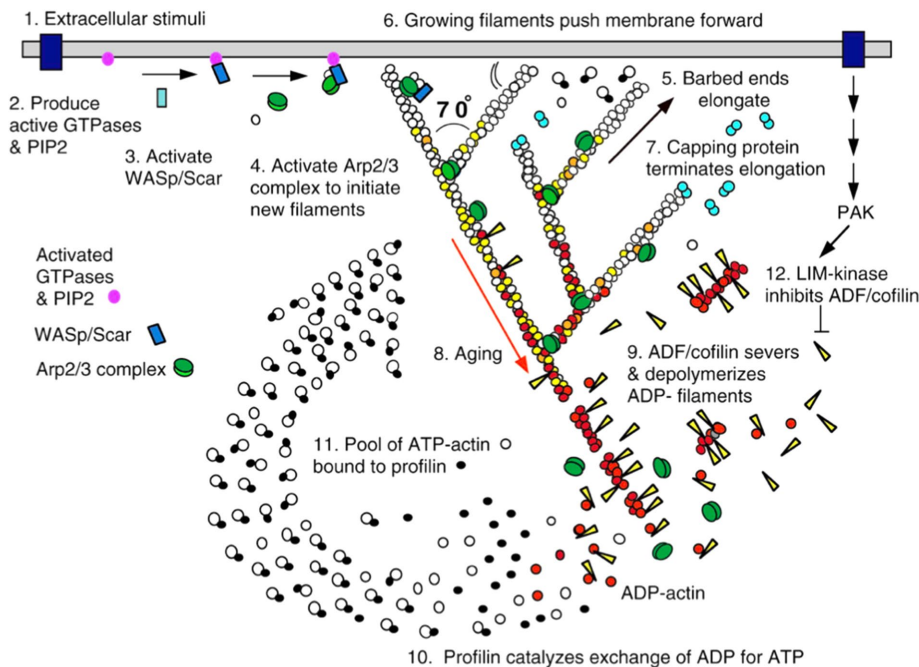 1. Extracellular stimuli
6. Growing filaments push membrane forward
2. Produce
active GTPases
& PIP2
3. Activate
WASp/Scar
4. Activate Arp2/3
complex to initiate
new filaments
70°
5. Barbed ends
elongate
7. Capping protein
terminates elongation
PAK
12. LIM-kinase
inhibits ADF/cofilin
Activated
GTPases
& PIP2
WASp/Scar
Arp2/3 complex
8. Aging
9. ADF/cofilin severs
& depolymerizes
ADP- filaments
11. Pool of ATP-actin
bound to profilin
ADP-actin
10. Profilin catalyzes exchange of ADP for ATP